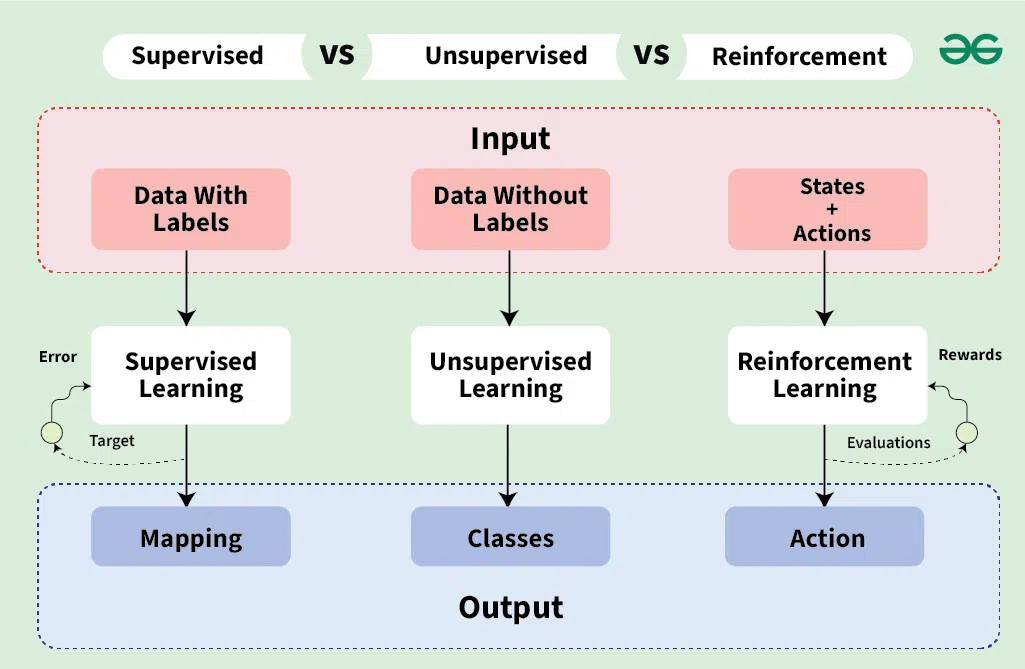 Supervised VS Unsupervised VS Reinforcement
Input
Data With
Labels
Data Without
Labels
States
+
Actions
Error
Supervised
Learning
Target
Unsupervised
Learning
Reinforcement
Learning
Rewards
Evaluations
Mapping
Classes
Action
Output